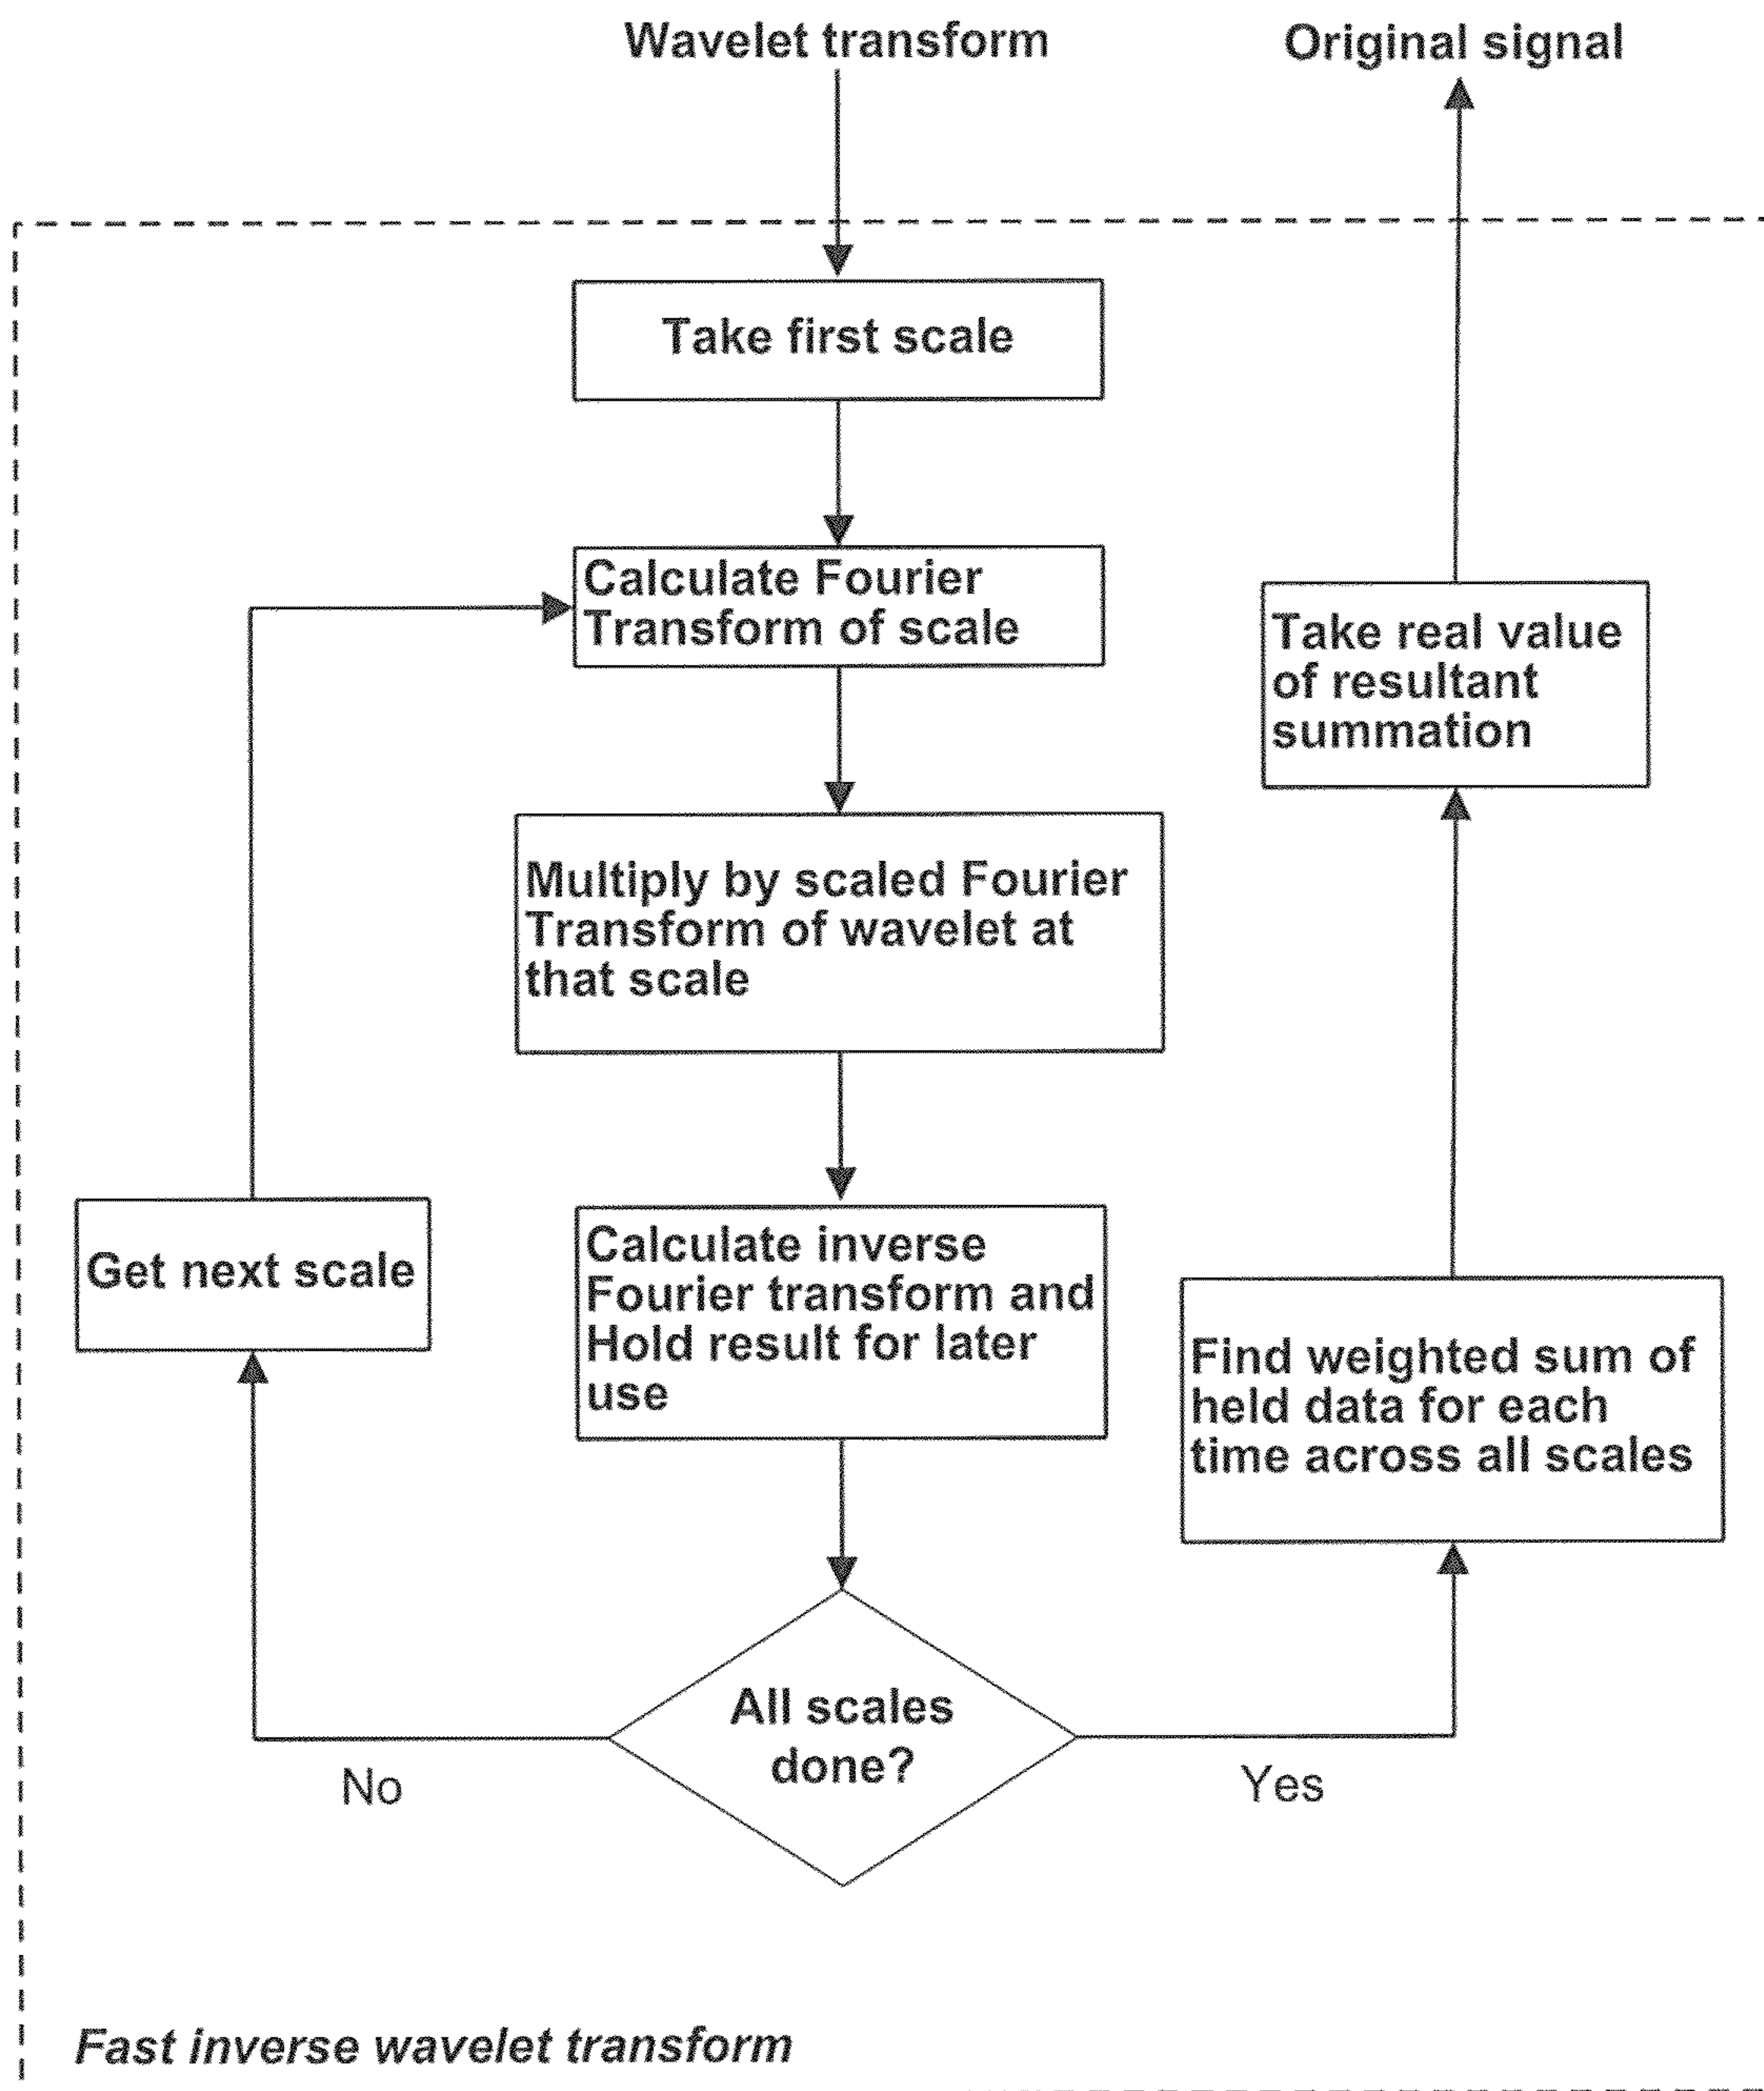 Wavelet transform
Original signal
Take first scale
Calculate Fourier
Transform of scale
Take real value
of resultant
summation
Multiply by scaled Fourier
Transform of wavelet at
that scale
Get next scale
Calculate inverse
Fourier transform and
Hold result for later
use
Find weighted sum of
held data for each
time across all scales
All scales
done?
No
Yes
Fast inverse wavelet transform